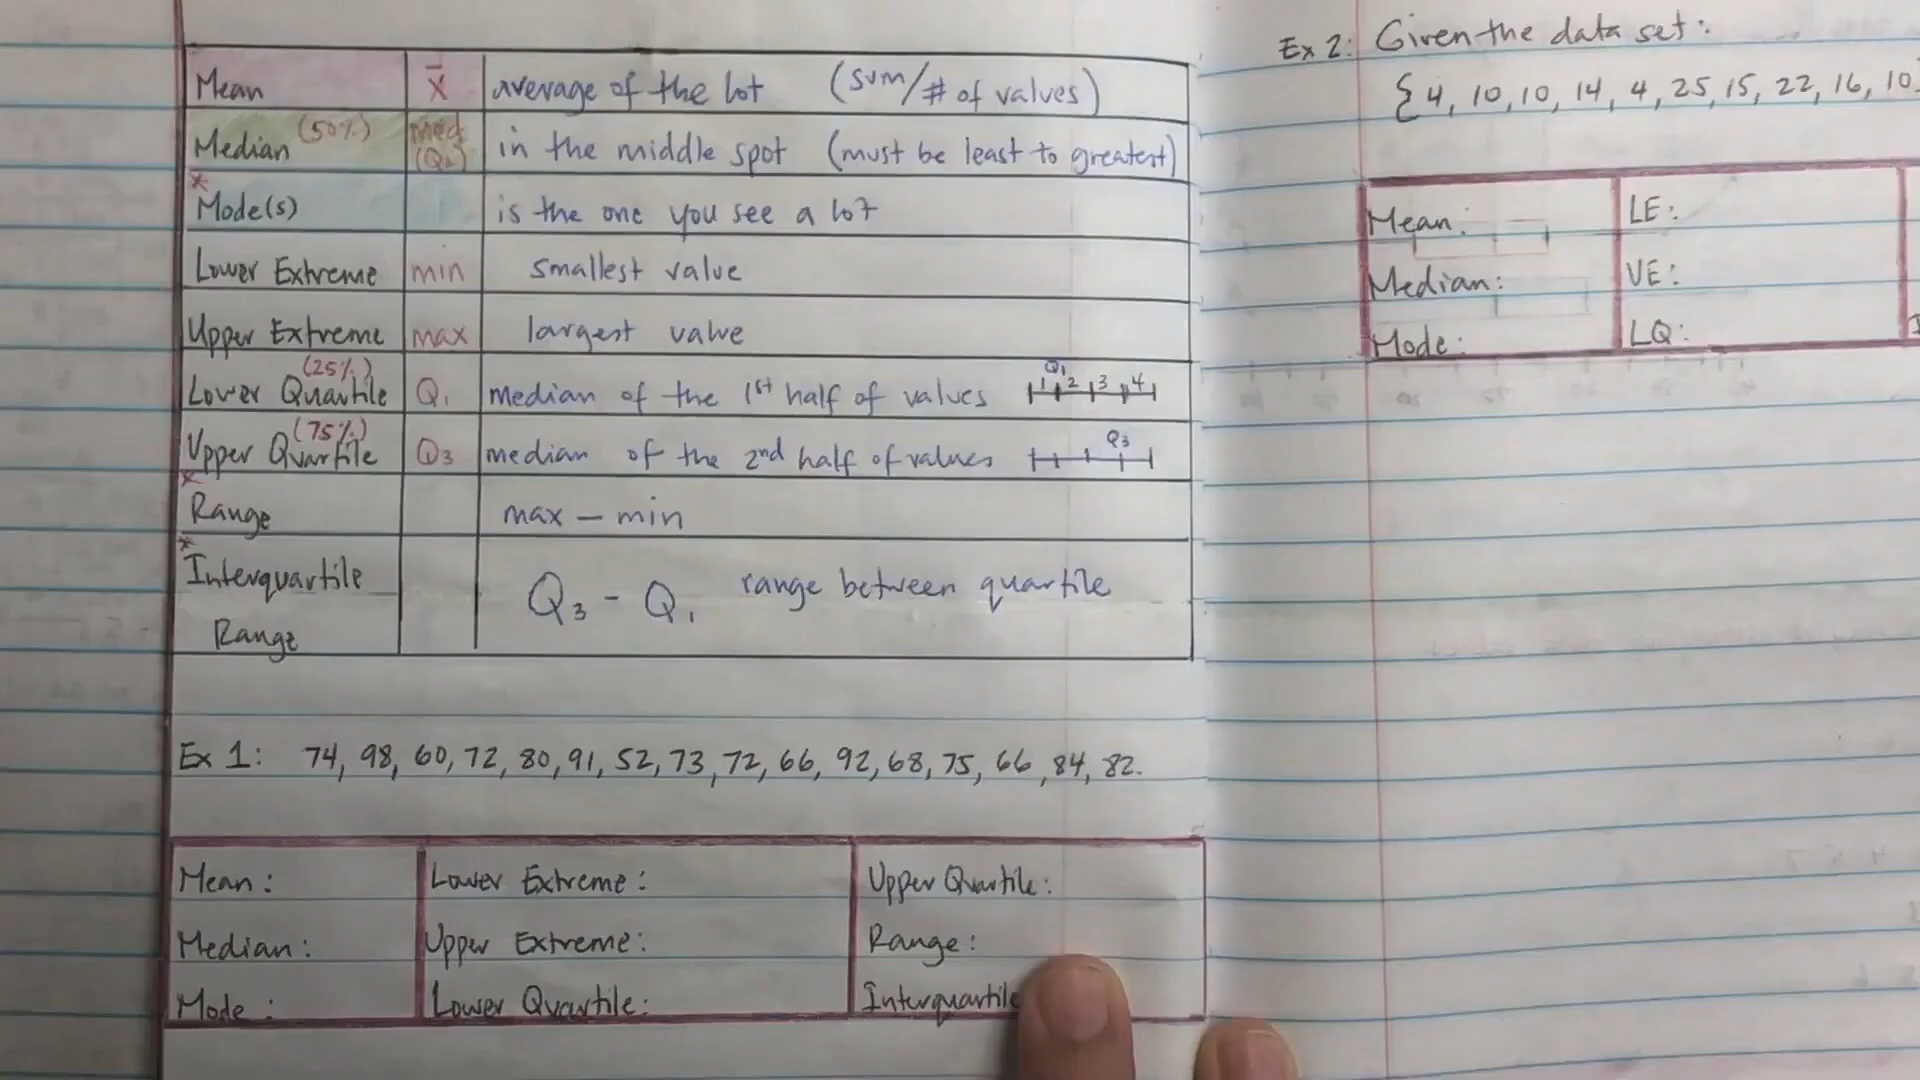 Mean x̄ average of the lot (sum/# of values)
Median (50%) med (Q₂) in the middle spot (must be least to greatest)
* Mode(s) is the one you see a lot
Lower Extreme min smallest value
Upper Extreme max largest value
Lower Quartile (25%) Q₁ median of the 1st half of values Q₁ 1 2 3 4
Upper Quartile (75%) Q₃ median of the 2nd half of values Q₃
* Range max - min
* Interquartile Range Q₃ - Q₁ range between quartile
Ex 1: 74, 98, 60, 72, 80, 91, 52, 73, 72, 66, 92, 68, 75, 66, 84, 82.
Mean: Lower Extreme: Upper Quartile:
Median: Upper Extreme: Range:
Mode: Lower Quartile: Interquartile
Ex 2: Given the data set:
{4, 10, 10, 14, 4, 25, 15, 22, 16, 10
Mean: LE:
Median: UE:
Mode: LQ: